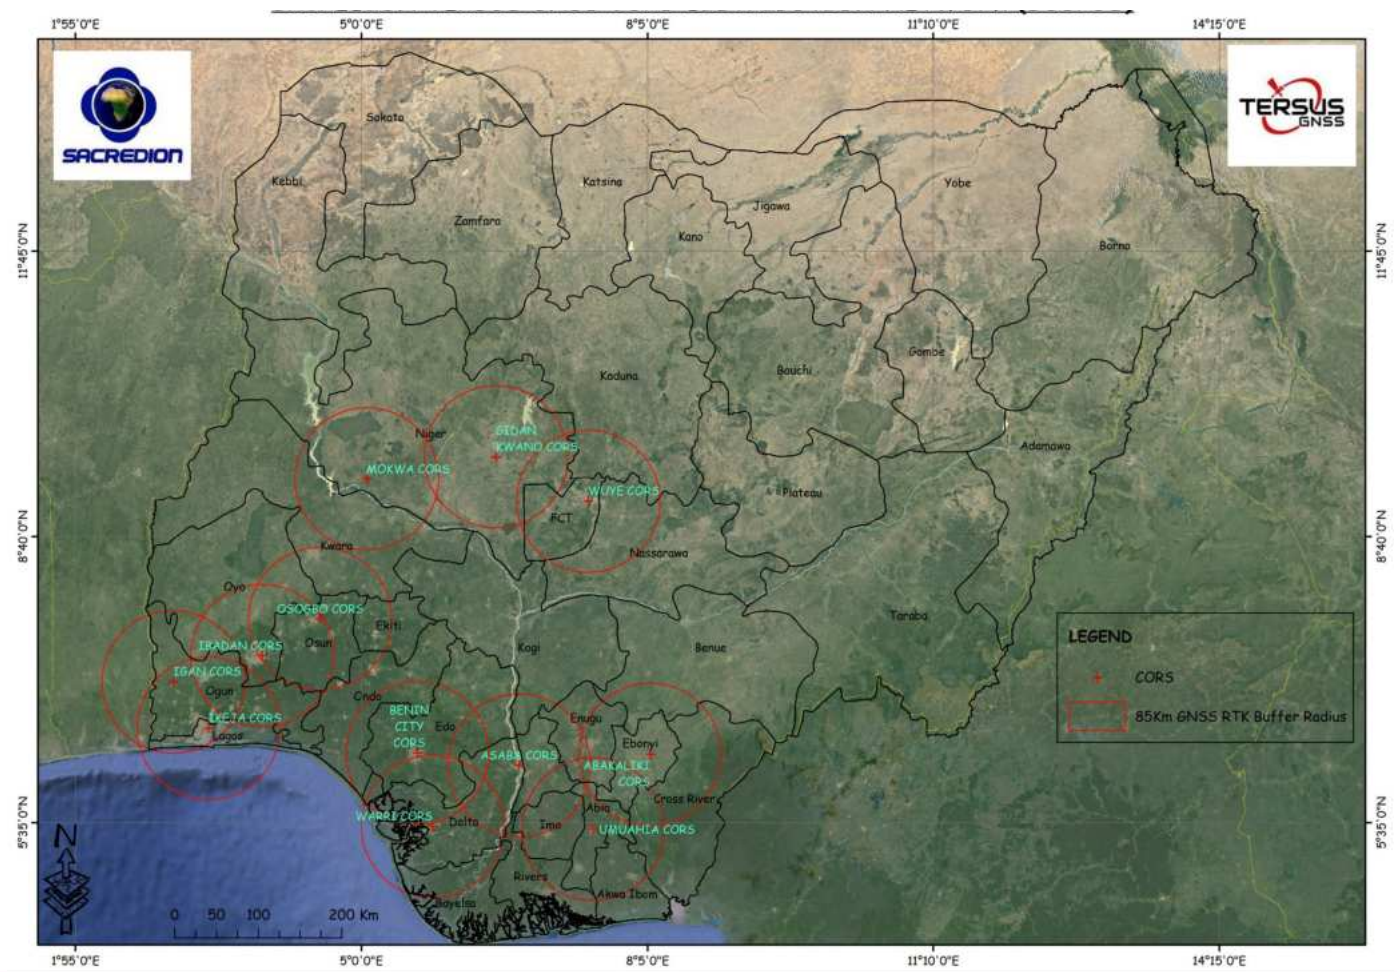 1°55'0"E
5°0'0"E
8°5'0"E
11°10'0"E
14°15'0"E
SACREDION
TERSUS
GNSS
Sokoto
Kebbi
Katsina
Yobe
Zamfara
Jigawa
Kano
Borno
11°45'0"N
11°45'0"N
Gombe
Bauchi
Kaduna
Niger
GIDAN
KWANO CORS
Adamawa
MOKWA CORS
WUYE CORS
Plateau
FCT
8°40'0"N
8°40'0"N
Kwara
Nassarawa
Oyo
OSOGBO CORS
Taraba
Ekiti
IBADAN CORS
Osun
Kogi
Benue
LEGEND
CORS
85Km GNSS RTK Buffer Radius
IGAN CORS
Ogun
Ondo
BENIN
CITY
CORS
Edo
Enugu
IKEJA CORS
Lagos
Ebonyi
ASABA CORS
ABAKALIKI
CORS
Cross River
Abia
WARRI CORS
Delta
Imo
UMUAHIA CORS
5°35'0"N
5°35'0"N
N
Rivers
Akwa Ibom
Bayelsa
0 50 100 200 Km
1°55'0"E
5°0'0"E
8°5'0"E
11°10'0"E
14°15'0"E